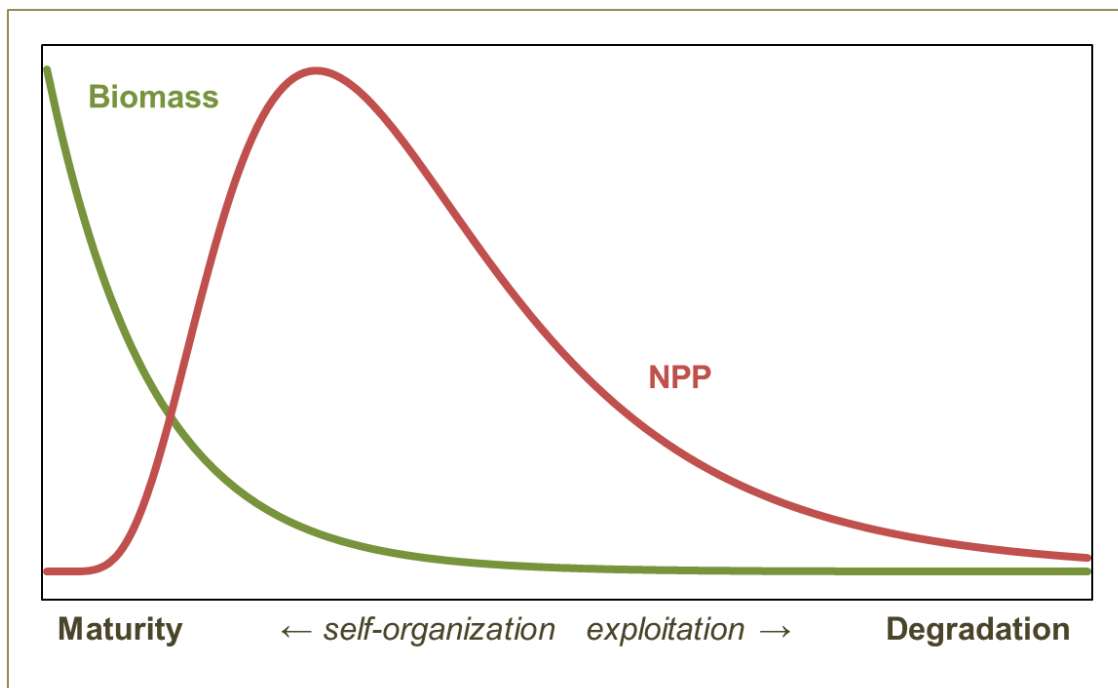 Biomass
NPP
Maturity ← self-organization exploitation → Degradation